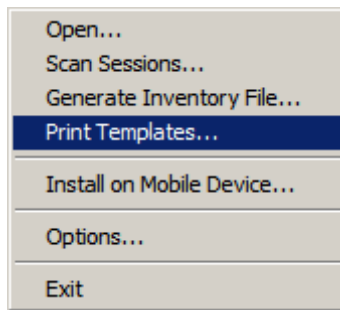 Open...
Scan Sessions...
Generate Inventory File...
Print Templates...
Install on Mobile Device...
Options...
Exit